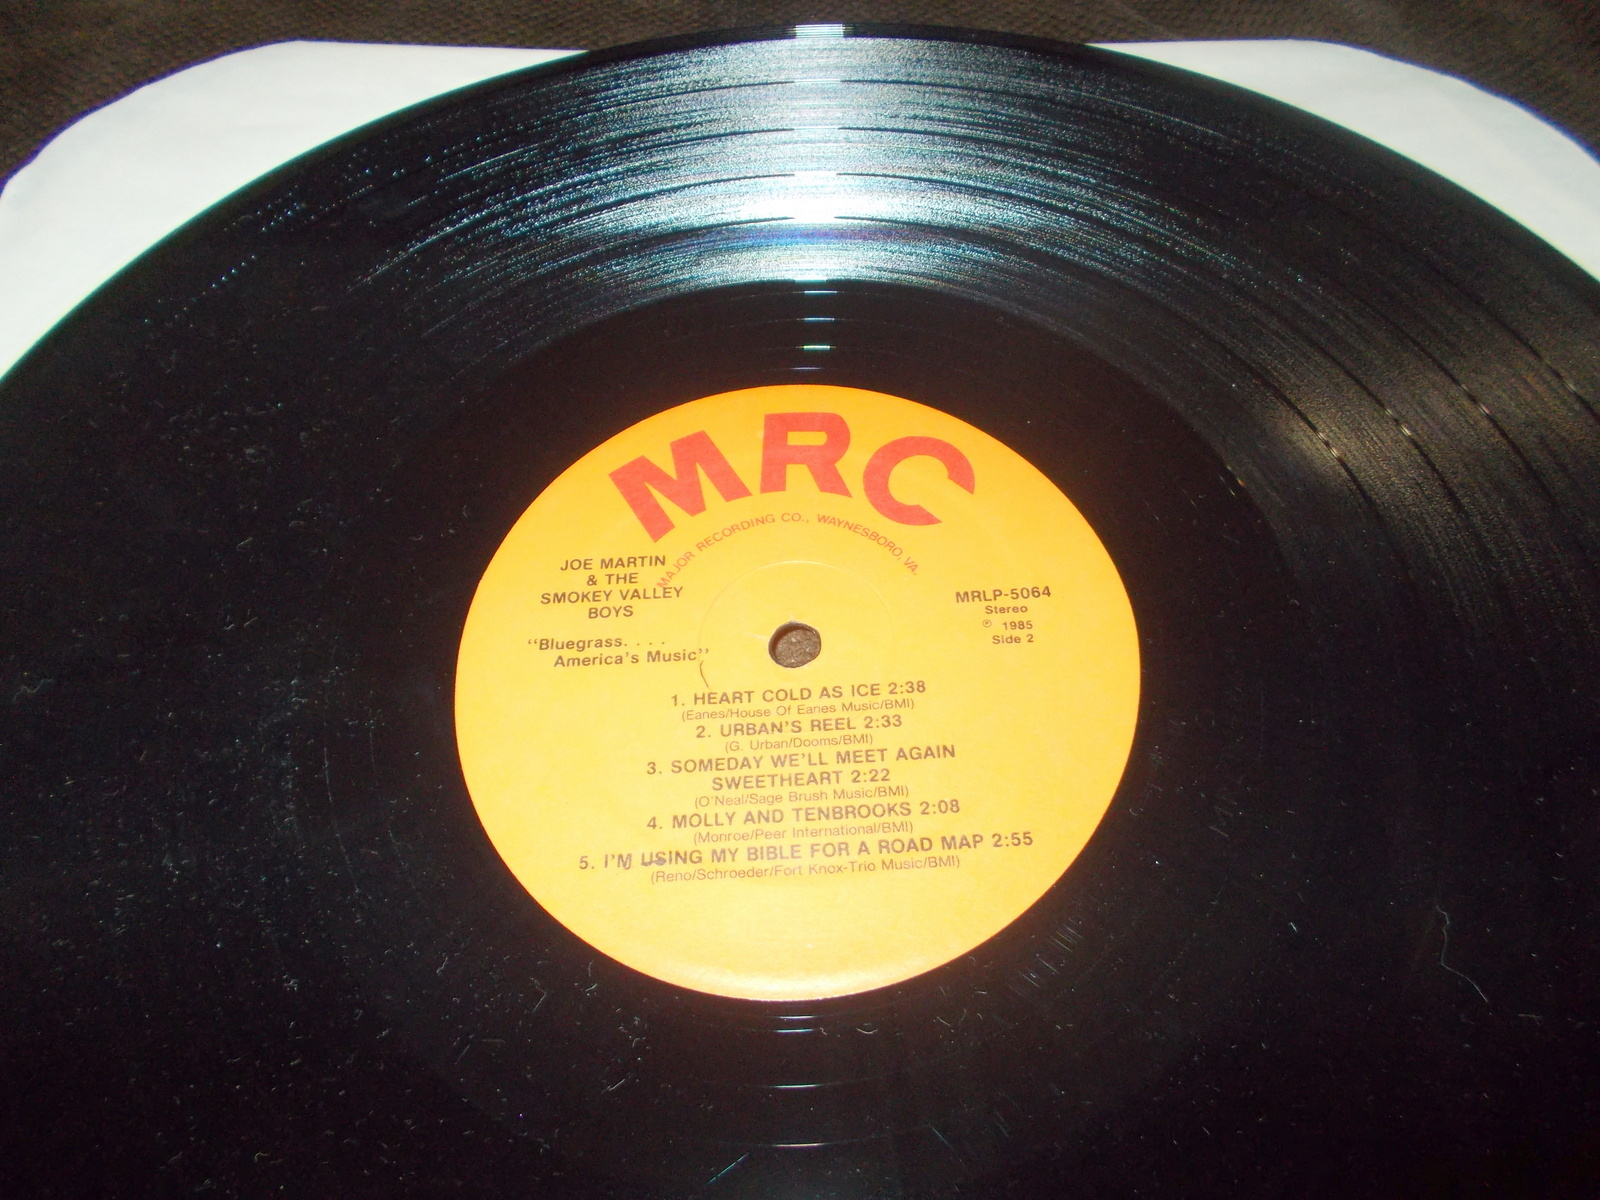 MRC
MAJOR RECORDING CO., WAYNESBORO, VA.
JOE MARTIN
& THE
SMOKEY VALLEY
BOYS
"Bluegrass. . . .
America's Music"
MRLP-5064
Stereo
℗ 1985
Side 2
1. HEART COLD AS ICE 2:38
(Eanes/House Of Eanes Music/BMI)
2. URBAN'S REEL 2:33
(G. Urban/Dooms/BMI)
3. SOMEDAY WE'LL MEET AGAIN
SWEETHEART 2:22
(O'Neal/Sage Brush Music/BMI)
4. MOLLY AND TENBROOKS 2:08
(Monroe/Peer International/BMI)
5. I'M USING MY BIBLE FOR A ROAD MAP 2:55
(Reno/Schroeder/Fort Knox-Trio Music/BMI)